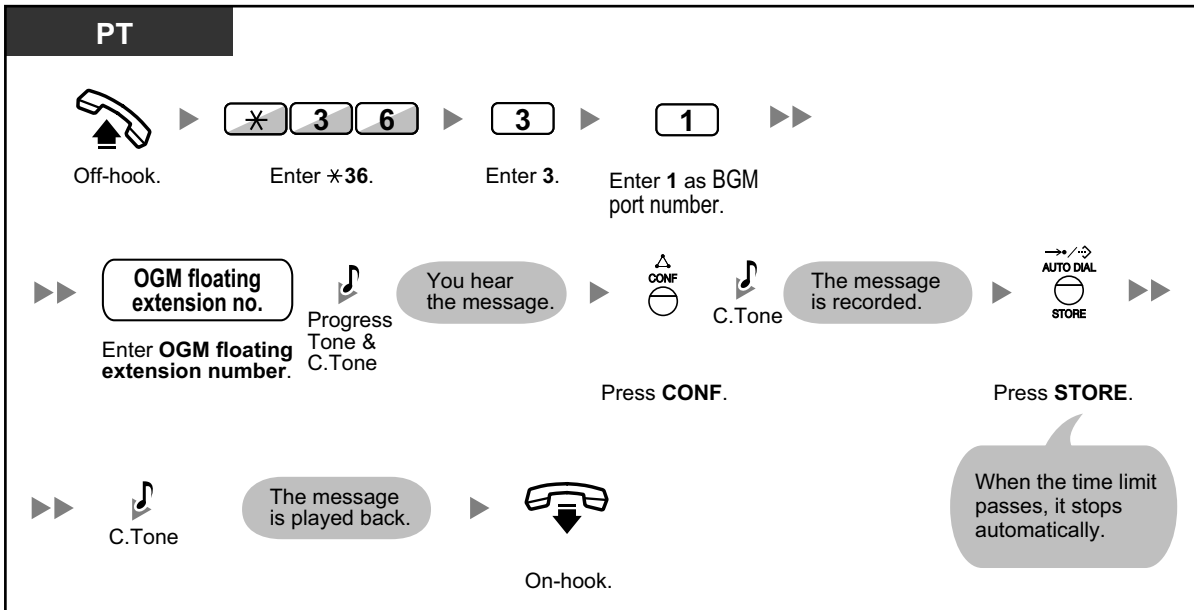 PT
* 3 6
3
1
Off-hook.
Enter *36.
Enter 3.
Enter 1 as BGM
port number.
OGM floating
extension no.
Enter OGM floating
extension number.
Progress
Tone &
C.Tone
You hear
the message.
CONF
Press CONF.
C.Tone
The message
is recorded.
AUTO DIAL
STORE
Press STORE.
When the time limit
passes, it stops
automatically.
C.Tone
The message
is played back.
On-hook.